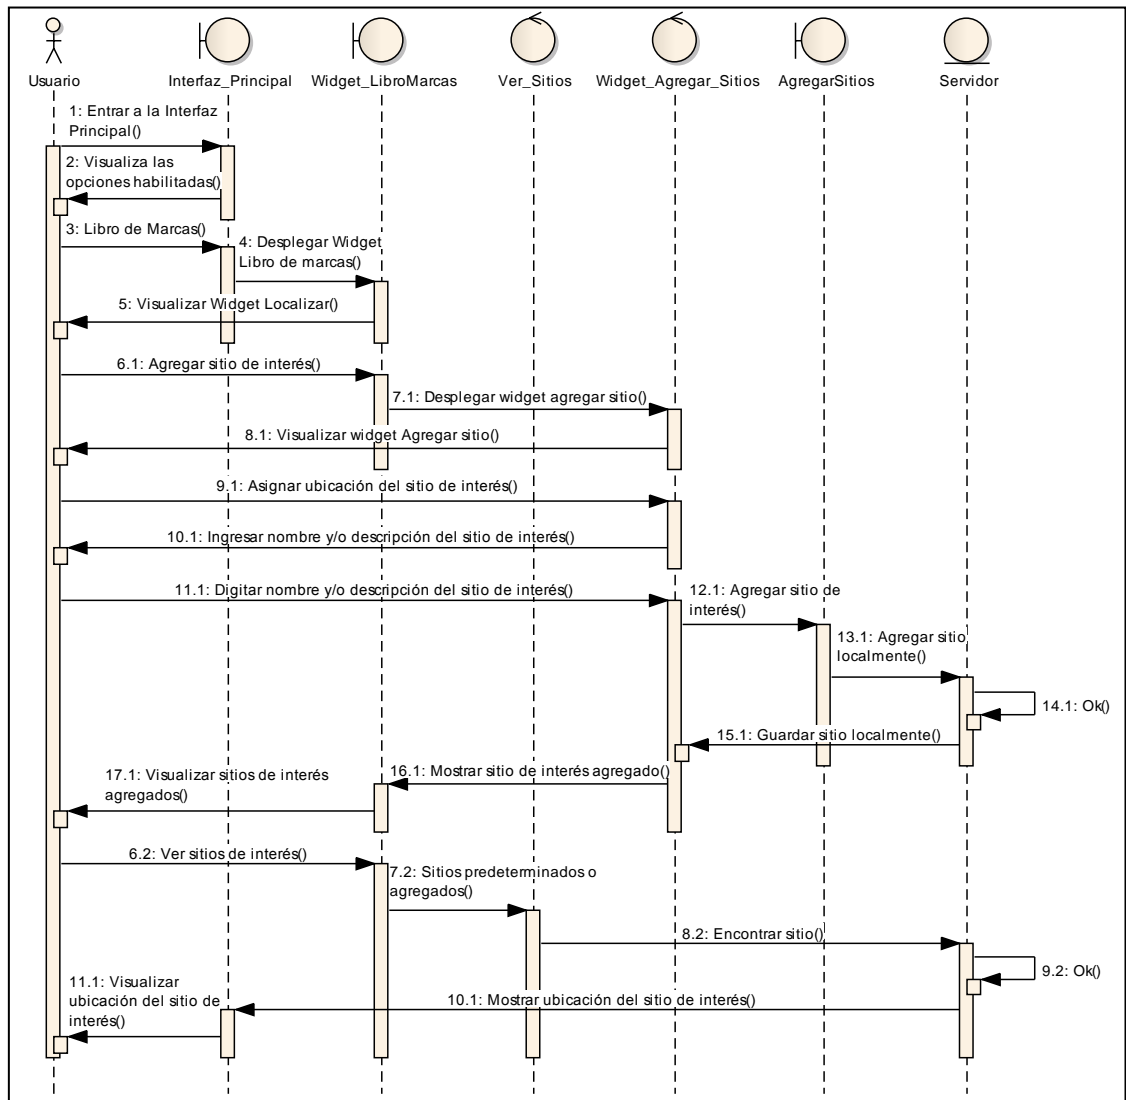 Usuario
Interfaz_Principal
Widget_LibroMarcas
Ver_Sitios
Widget_Agregar_Sitios
AgregarSitios
Servidor
1: Entrar a la Interfaz
Principal()
2: Visualiza las
opciones habilitadas()
3: Libro de Marcas()
4: Desplegar Widget
Libro de marcas()
5: Visualizar Widget Localizar()
6.1: Agregar sitio de interés()
7.1: Desplegar widget agregar sitio()
8.1: Visualizar widget Agregar sitio()
9.1: Asignar ubicación del sitio de interés()
10.1: Ingresar nombre y/o descripción del sitio de interés()
11.1: Digitar nombre y/o descripción del sitio de interés()
12.1: Agregar sitio de
interés()
13.1: Agregar sitio
localmente()
14.1: Ok()
15.1: Guardar sitio localmente()
16.1: Mostrar sitio de interés agregado()
17.1: Visualizar sitios de interés
agregados()
6.2: Ver sitios de interés()
7.2: Sitios predeterminados o
agregados()
8.2: Encontrar sitio()
9.2: Ok()
10.1: Mostrar ubicación del sitio de interés()
11.1: Visualizar
ubicación del sitio de
interés()